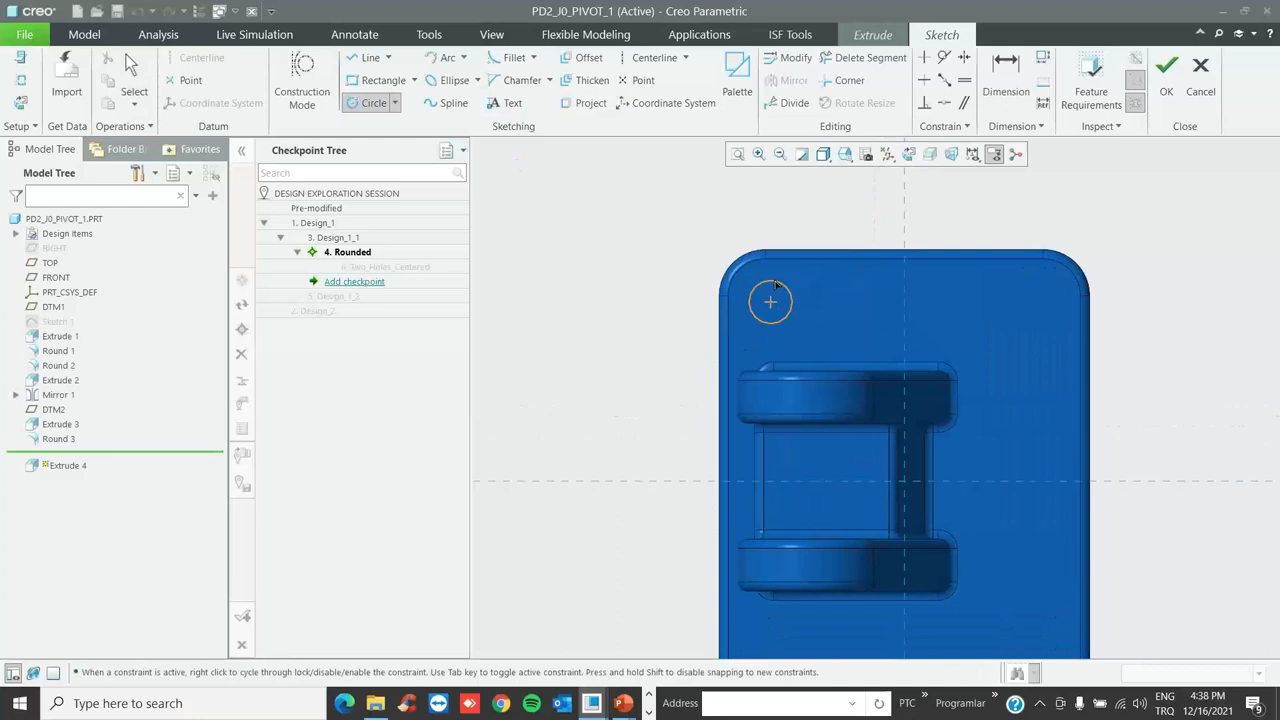 creo
PD2_J0_PIVOT_1 (Active) - Creo Parametric
File Model Analysis Live Simulation Annotate Tools View Flexible Modeling Applications ISF Tools Extrude Sketch
Import
Select
Centerline
Point
Coordinate System
Construction Mode
Line
Rectangle
Circle
Arc
Ellipse
Spline
Fillet
Chamfer
Text
Offset
Thicken
Project
Centerline
Point
Coordinate System
Palette
Modify
Mirror
Divide
Delete Segment
Corner
Rotate Resize
Dimension
Feature Requirements
OK
Cancel
Setup Get Data Operations Datum Sketching Editing Constrain Dimension Inspect Close
Model Tree Folder B Favorites
Model Tree
PD2_J0_PIVOT_1.PRT
Design Items
RIGHT
TOP
FRONT
PRT_CSYS_DEF
DTM1
Sketch 1
Extrude 1
Round 1
Round 2
Extrude 2
Mirror 1
DTM2
Extrude 3
Round 3
Extrude 4
Checkpoint Tree
Search
DESIGN EXPLORATION SESSION
Pre-modified
1. Design_1
3. Design_1_1
4. Rounded
6. Two_Holes_Centered
Add checkpoint
5. Design_1_2
2. Design_2
• When a constraint is active, right click to cycle through lock/disable/enable the constraint. Use Tab key to toggle active constraint. Press and hold Shift to disable snapping to new constraints.
Type here to search
Address
PTC
Programlar
ENG
TRQ
4:38 PM
12/16/2021
9